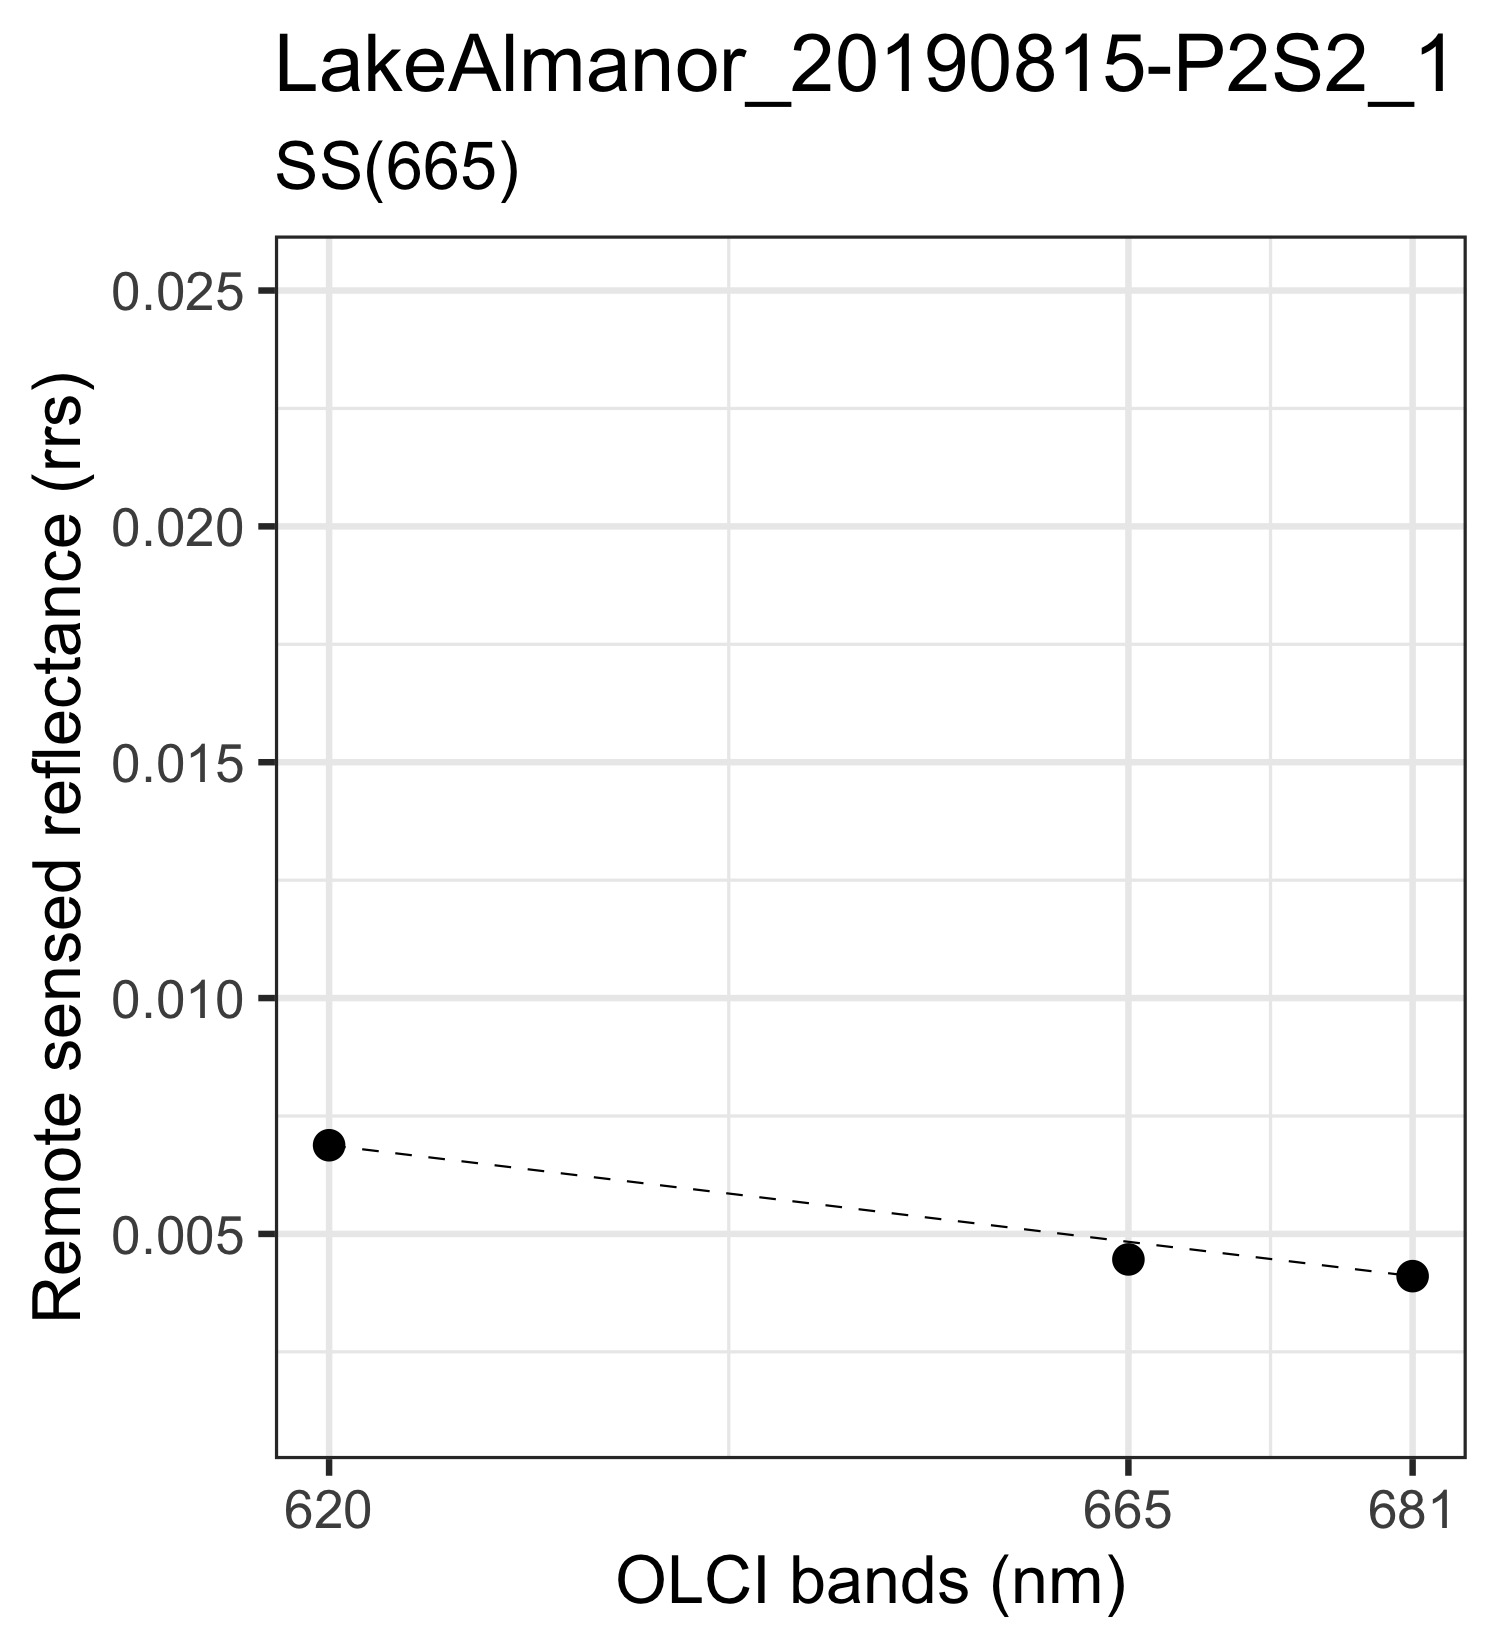 LakeAlmanor_20190815-P2S2_1
SS(665)
Remote sensed reflectance (rrs)
0.025
0.020
0.015
0.010
0.005
620
665
681
OLCI bands (nm)